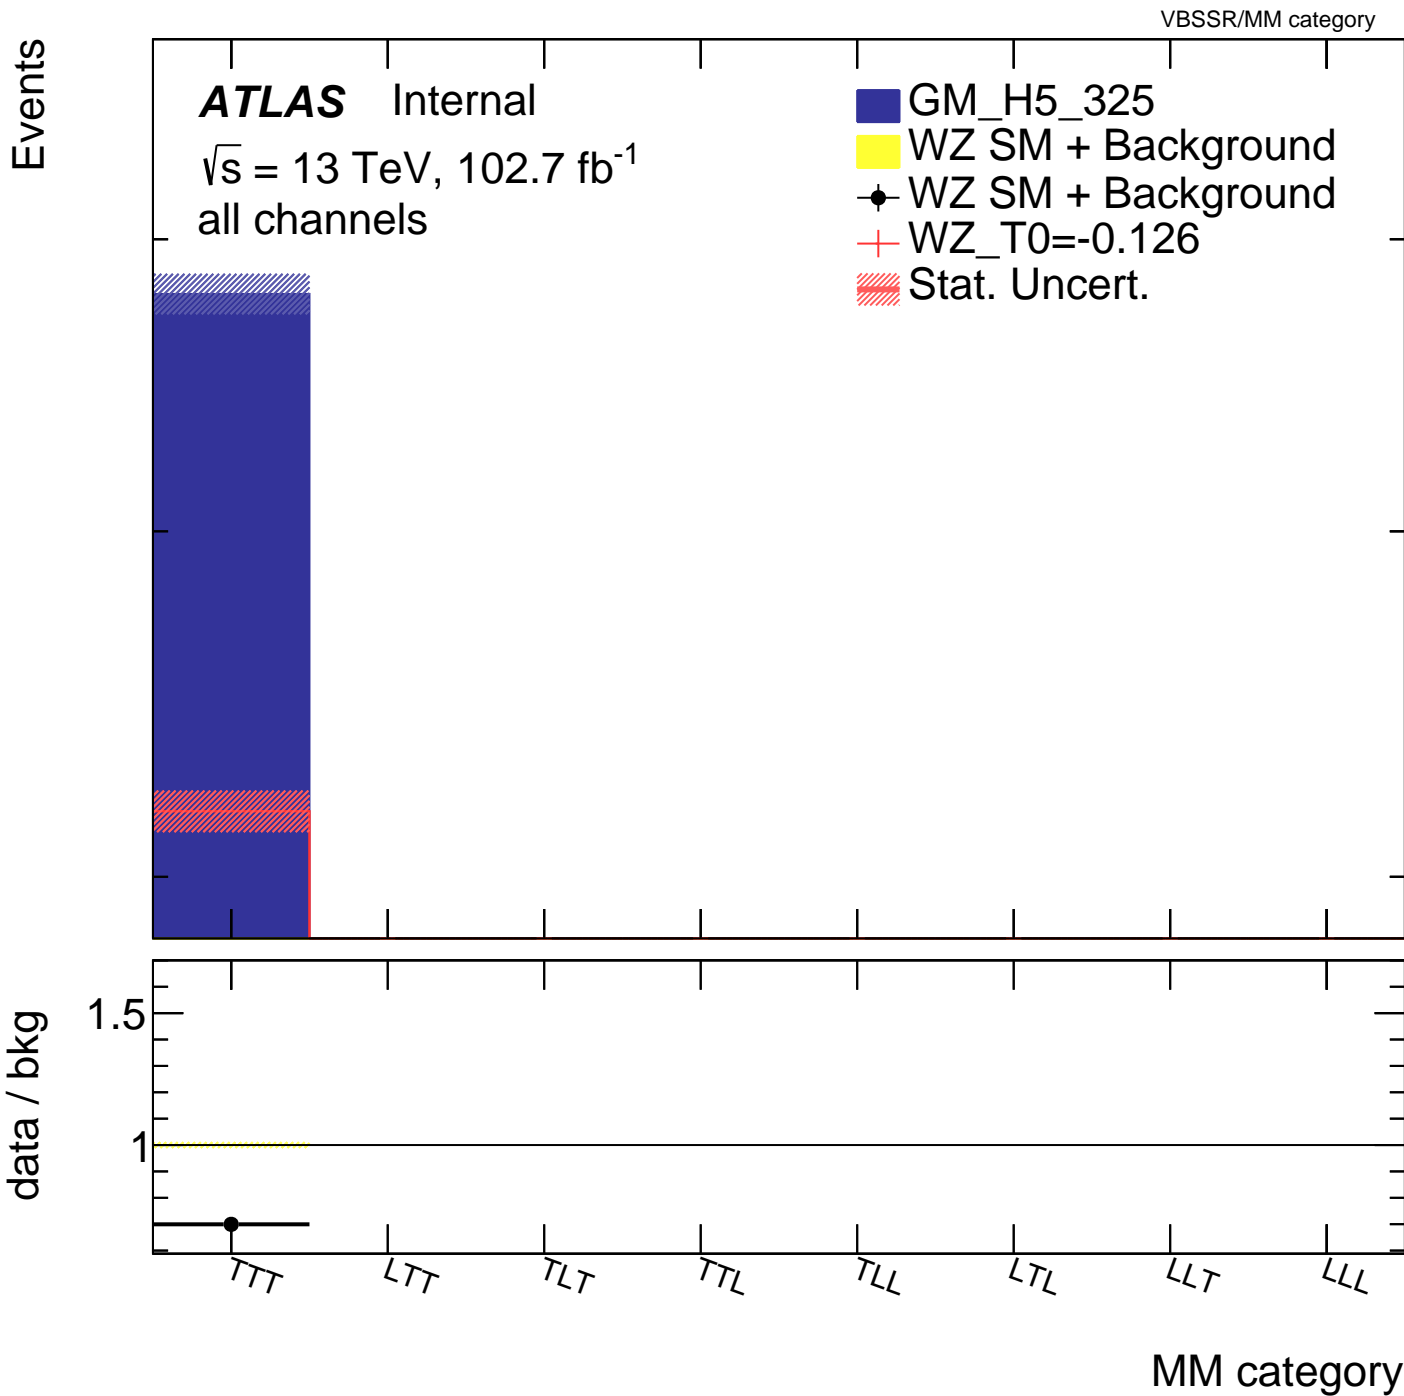 VBSSR/MM category
Events
ATLAS Internal
√s = 13 TeV, 102.7 fb-1
all channels
GM_H5_325
WZ SM + Background
WZ SM + Background
WZ_T0=-0.126
Stat. Uncert.
data / bkg
1.5
1
TTT LTT TLT TTL TLL LTL LLT LLL
MM category